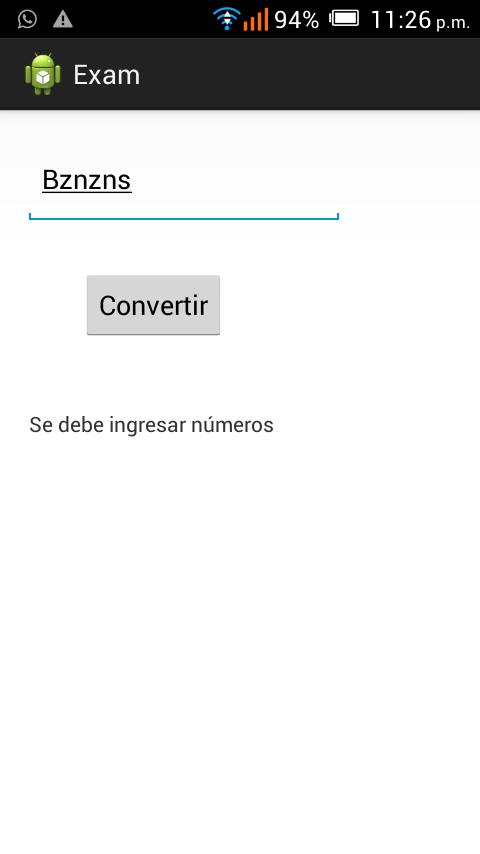 94% 11:26 p.m.
Exam
Bznzns
Convertir
Se debe ingresar números